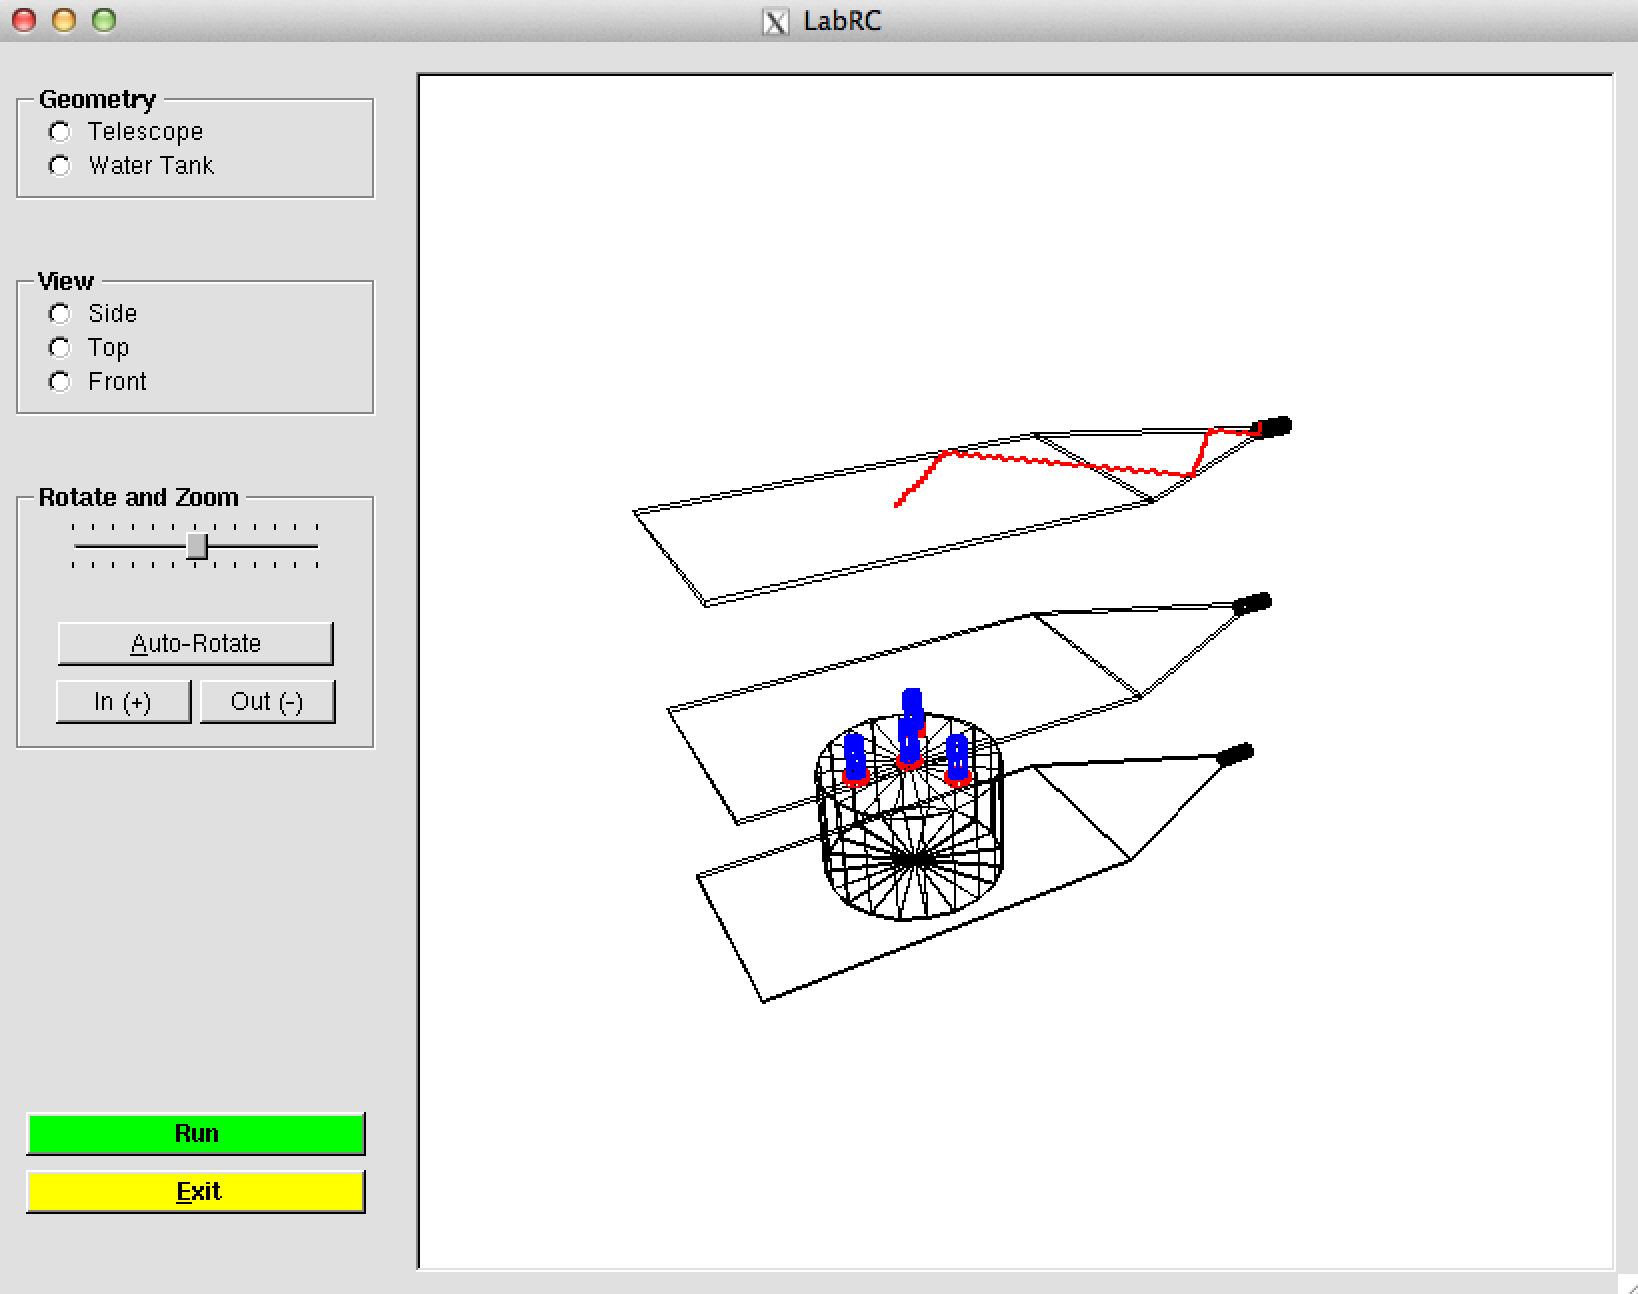 LabRC
Geometry
Telescope
Water Tank
View
Side
Top
Front
Rotate and Zoom
Auto-Rotate
In (+)
Out (-)
Run
Exit